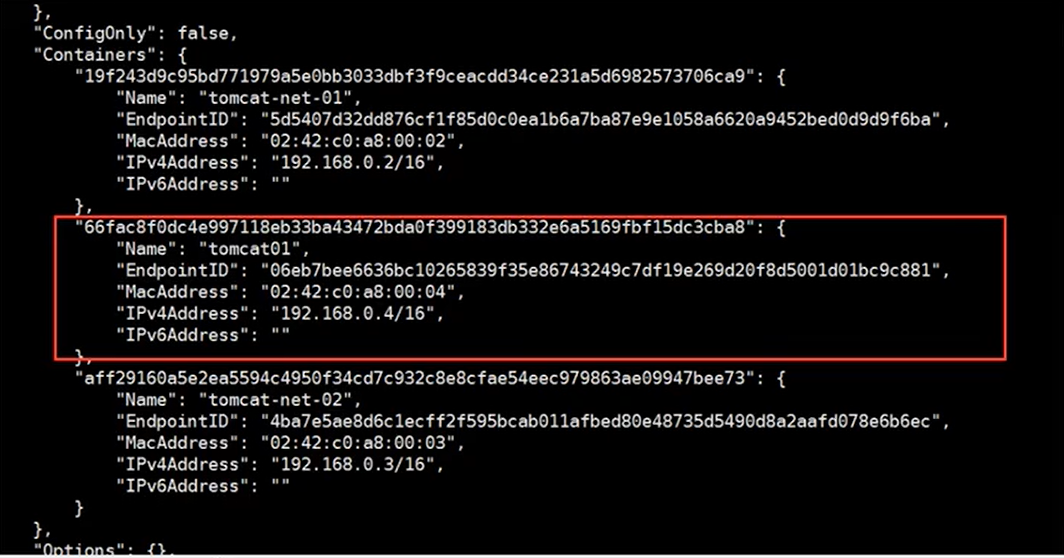 },
"ConfigOnly": false,
"Containers": {
"19f243d9c95bd771979a5e0bb3033dbf3f9ceacdd34ce231a5d6982573706ca9": {
"Name": "tomcat-net-01",
"EndpointID": "5d5407d32dd876cf1f85d0c0ea1b6a7ba87e9e1058a6620a9452bed0d9d9f6ba",
"MacAddress": "02:42:c0:a8:00:02",
"IPv4Address": "192.168.0.2/16",
"IPv6Address": ""
},
"66fac8f0dc4e997118eb33ba43472bda0f399183db332e6a5169fbf15dc3cba8": {
"Name": "tomcat01",
"EndpointID": "06eb7bee6636bc10265839f35e86743249c7df19e269d20f8d5001d01bc9c881",
"MacAddress": "02:42:c0:a8:00:04",
"IPv4Address": "192.168.0.4/16",
"IPv6Address": ""
},
"aff29160a5e2ea5594c4950f34cd7c932c8e8cfae54eec979863ae09947bee73": {
"Name": "tomcat-net-02",
"EndpointID": "4ba7e5ae8d6c1ecff2f595bcab011afbed80e48735d5490d8a2aafd078e6b6ec",
"MacAddress": "02:42:c0:a8:00:03",
"IPv4Address": "192.168.0.3/16",
"IPv6Address": ""
}
},
"Options": {},